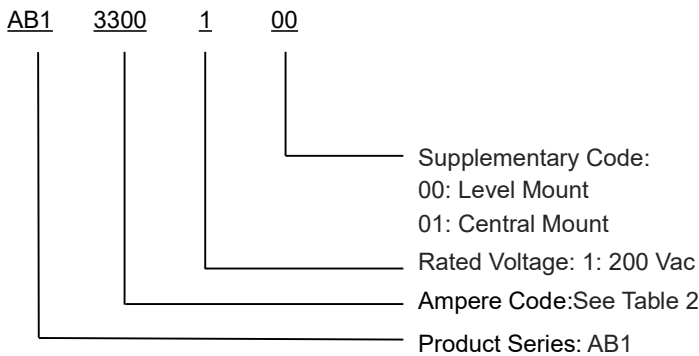 AB1 3300 1 00
Supplementary Code:
00: Level Mount
01: Central Mount
Rated Voltage: 1: 200 Vac
Ampere Code:See Table 2
Product Series: AB1